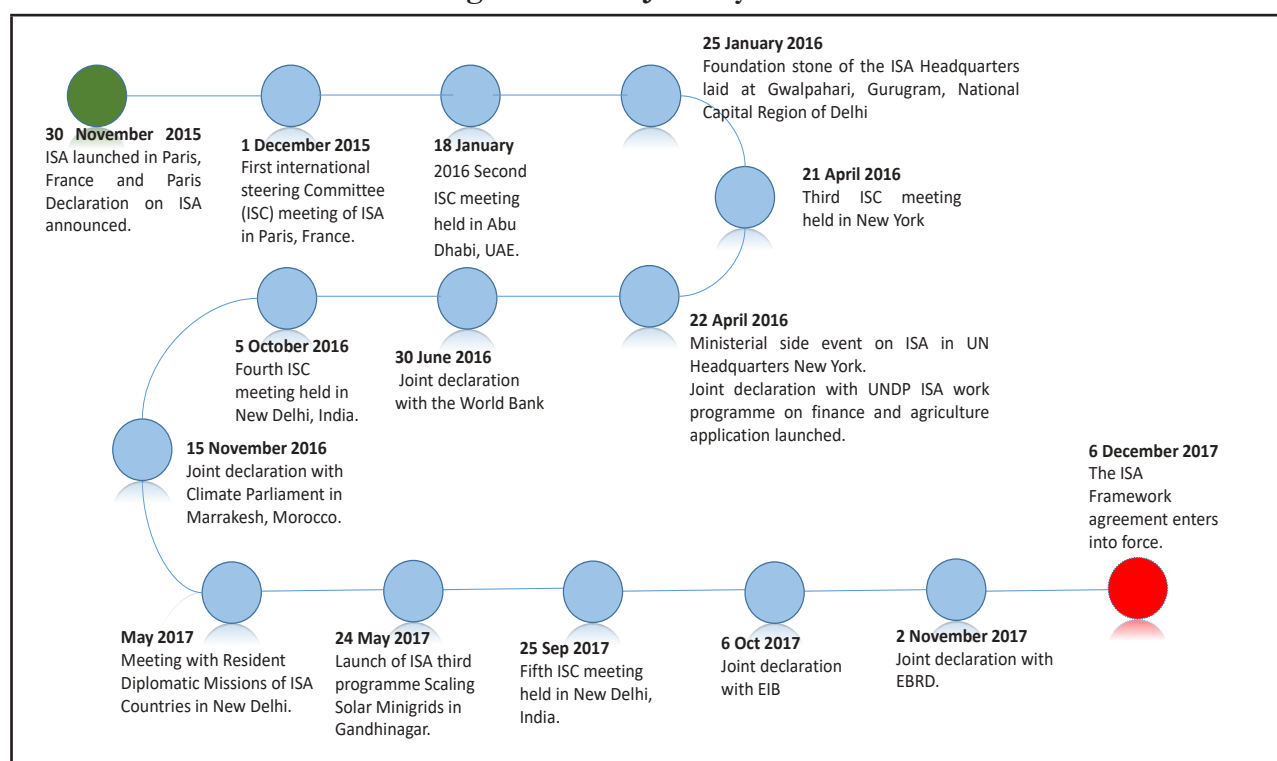 25 January 2016
Foundation stone of the ISA Headquarters
laid at Gwalpahari, Gurugram, National
Capital Region of Delhi
30 November 2015
ISA launched in Paris,
France and Paris
Declaration on ISA
announced.
1 December 2015
First international
steering Committee
(ISC) meeting of ISA
in Paris, France.
18 January
2016 Second
ISC meeting
held in Abu
Dhabi, UAE.
21 April 2016
Third ISC meeting
held in New York
22 April 2016
Ministerial side event on ISA in UN
Headquarters New York.
Joint declaration with UNDP ISA work
programme on finance and agriculture
application launched.
30 June 2016
Joint declaration
with the World Bank
5 October 2016
Fourth ISC
meeting held in
New Delhi, India.
15 November 2016
Joint declaration with
Climate Parliament in
Marrakesh, Morocco.
May 2017
Meeting with Resident
Diplomatic Missions of ISA
Countries in New Delhi.
24 May 2017
Launch of ISA third
programme Scaling
Solar Minigrids in
Gandhinagar.
25 Sep 2017
Fifth ISC meeting
held in New Delhi,
India.
6 Oct 2017
Joint declaration
with EIB
2 November 2017
Joint declaration with
EBRD.
6 December 2017
The ISA
Framework
agreement enters
into force.